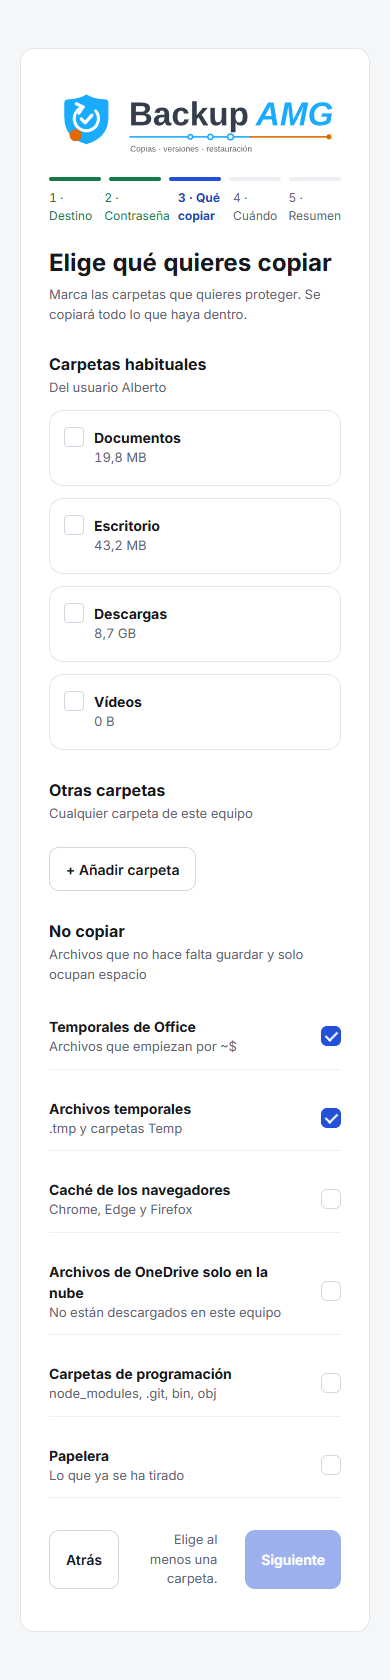 Backup AMG
Copias · versiones · restauración
1 ·
Destino
2 ·
Contraseña
3 · Qué
copiar
4 ·
Cuándo
5 ·
Resumen
Elige qué quieres copiar
Marca las carpetas que quieres proteger. Se
copiará todo lo que haya dentro.
Carpetas habituales
Del usuario Alberto
Documentos
19,8 MB
Escritorio
43,2 MB
Descargas
8,7 GB
Vídeos
0 B
Otras carpetas
Cualquier carpeta de este equipo
+ Añadir carpeta
No copiar
Archivos que no hace falta guardar y solo
ocupan espacio
Temporales de Office
Archivos que empiezan por ~$
Archivos temporales
.tmp y carpetas Temp
Caché de los navegadores
Chrome, Edge y Firefox
Archivos de OneDrive solo en la
nube
No están descargados en este equipo
Carpetas de programación
node_modules, .git, bin, obj
Papelera
Lo que ya se ha tirado
Atrás
Elige al
menos una
carpeta.
Siguiente